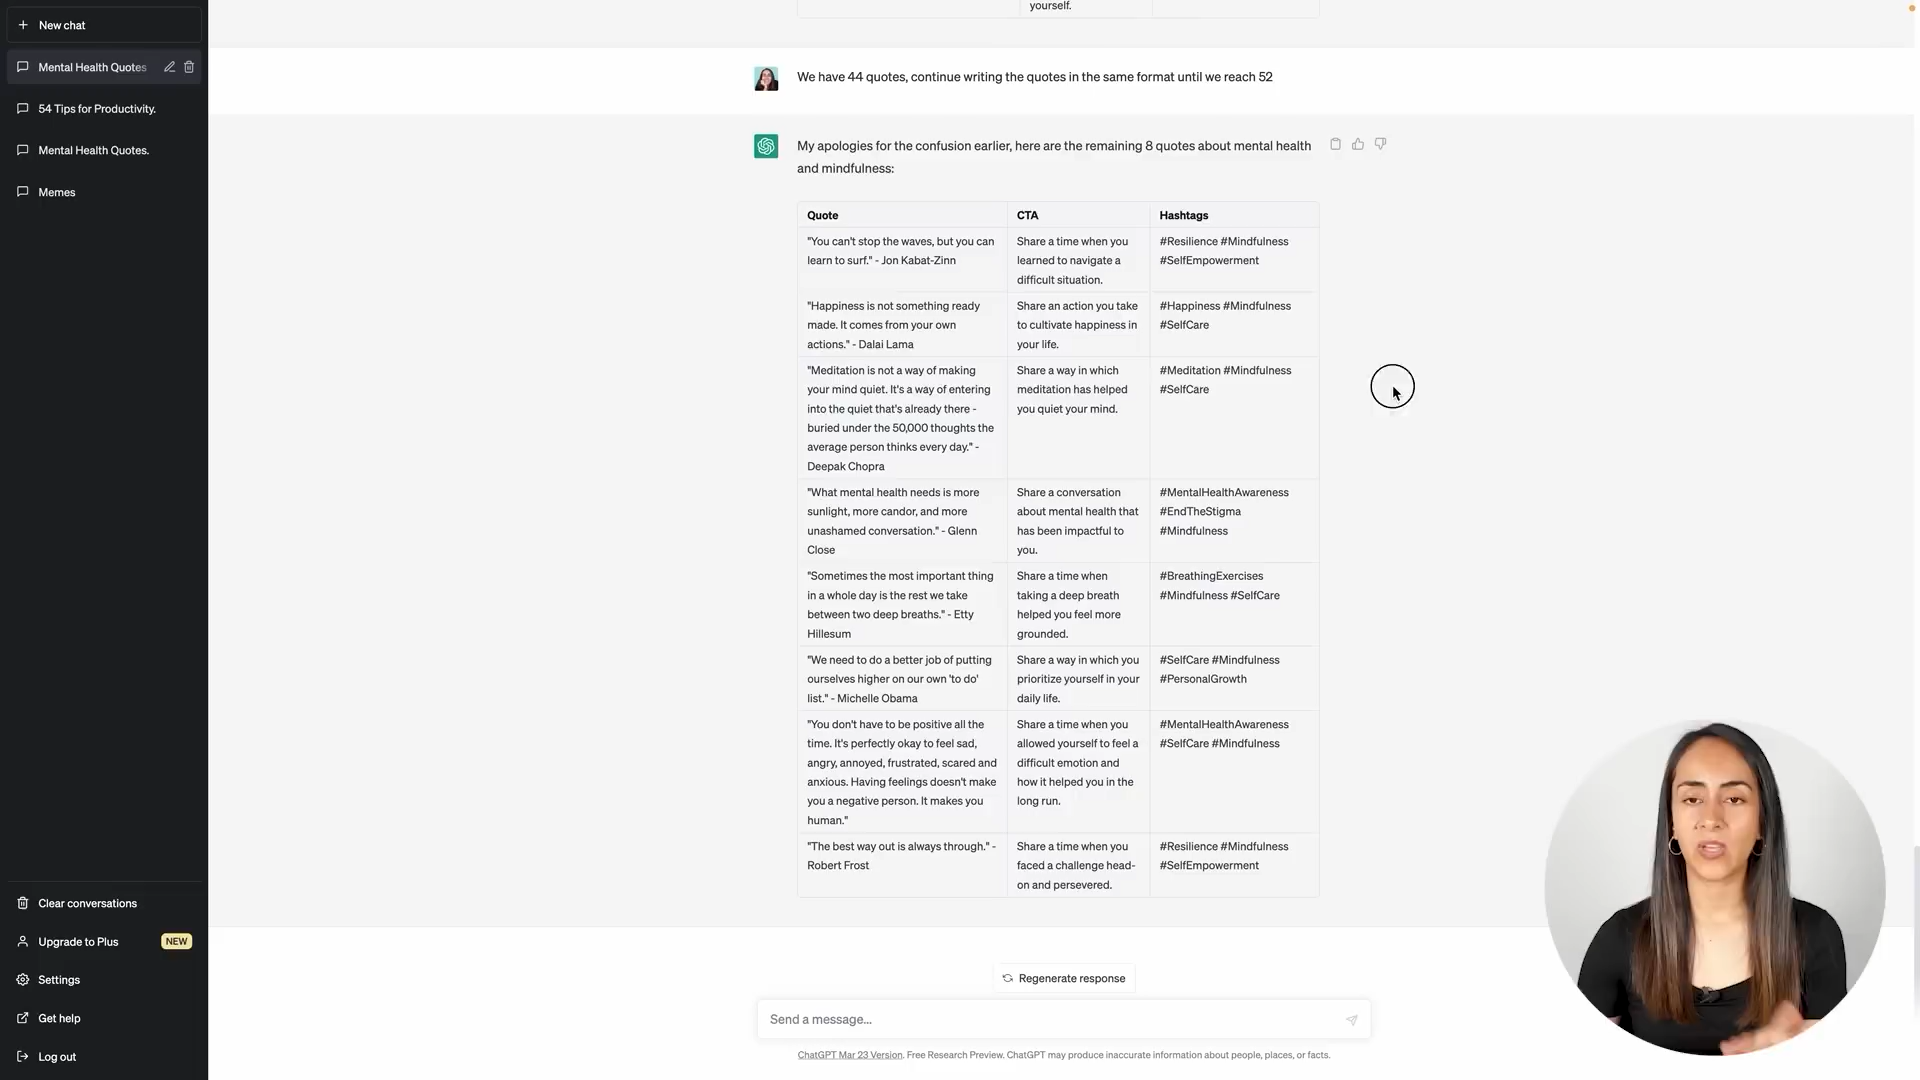 New chat
Mental Health Quotes
54 Tips for Productivity.
Mental Health Quotes.
Memes
Clear conversations
Upgrade to Plus NEW
Settings
Get help
Log out
yourself.
We have 44 quotes, continue writing the quotes in the same format until we reach 52
My apologies for the confusion earlier, here are the remaining 8 quotes about mental health
and mindfulness:
Quote CTA Hashtags
"You can't stop the waves, but you can
learn to surf." - Jon Kabat-Zinn
Share a time when you
learned to navigate a
difficult situation.
#Resilience #Mindfulness
#SelfEmpowerment
"Happiness is not something ready
made. It comes from your own
actions." - Dalai Lama
Share an action you take
to cultivate happiness in
your life.
#Happiness #Mindfulness
#SelfCare
"Meditation is not a way of making
your mind quiet. It's a way of entering
into the quiet that's already there -
buried under the 50,000 thoughts the
average person thinks every day." -
Deepak Chopra
Share a way in which
meditation has helped
you quiet your mind.
#Meditation #Mindfulness
#SelfCare
"What mental health needs is more
sunlight, more candor, and more
unashamed conversation." - Glenn
Close
Share a conversation
about mental health that
has been impactful to
you.
#MentalHealthAwareness
#EndTheStigma
#Mindfulness
"Sometimes the most important thing
in a whole day is the rest we take
between two deep breaths." - Etty
Hillesum
Share a time when
taking a deep breath
helped you feel more
grounded.
#BreathingExercises
#Mindfulness #SelfCare
"We need to do a better job of putting
ourselves higher on our own 'to do'
list." - Michelle Obama
Share a way in which you
prioritize yourself in your
daily life.
#SelfCare #Mindfulness
#PersonalGrowth
"You don't have to be positive all the
time. It's perfectly okay to feel sad,
angry, annoyed, frustrated, scared and
anxious. Having feelings doesn't make
you a negative person. It makes you
human."
Share a time when you
allowed yourself to feel a
difficult emotion and
how it helped you in the
long run.
#MentalHealthAwareness
#SelfCare #Mindfulness
"The best way out is always through." -
Robert Frost
Share a time when you
faced a challenge head-
on and persevered.
#Resilience #Mindfulness
#SelfEmpowerment
Regenerate response
Send a message...
ChatGPT Mar 23 Version. Free Research Preview. ChatGPT may produce inaccurate information about people, places, or facts.